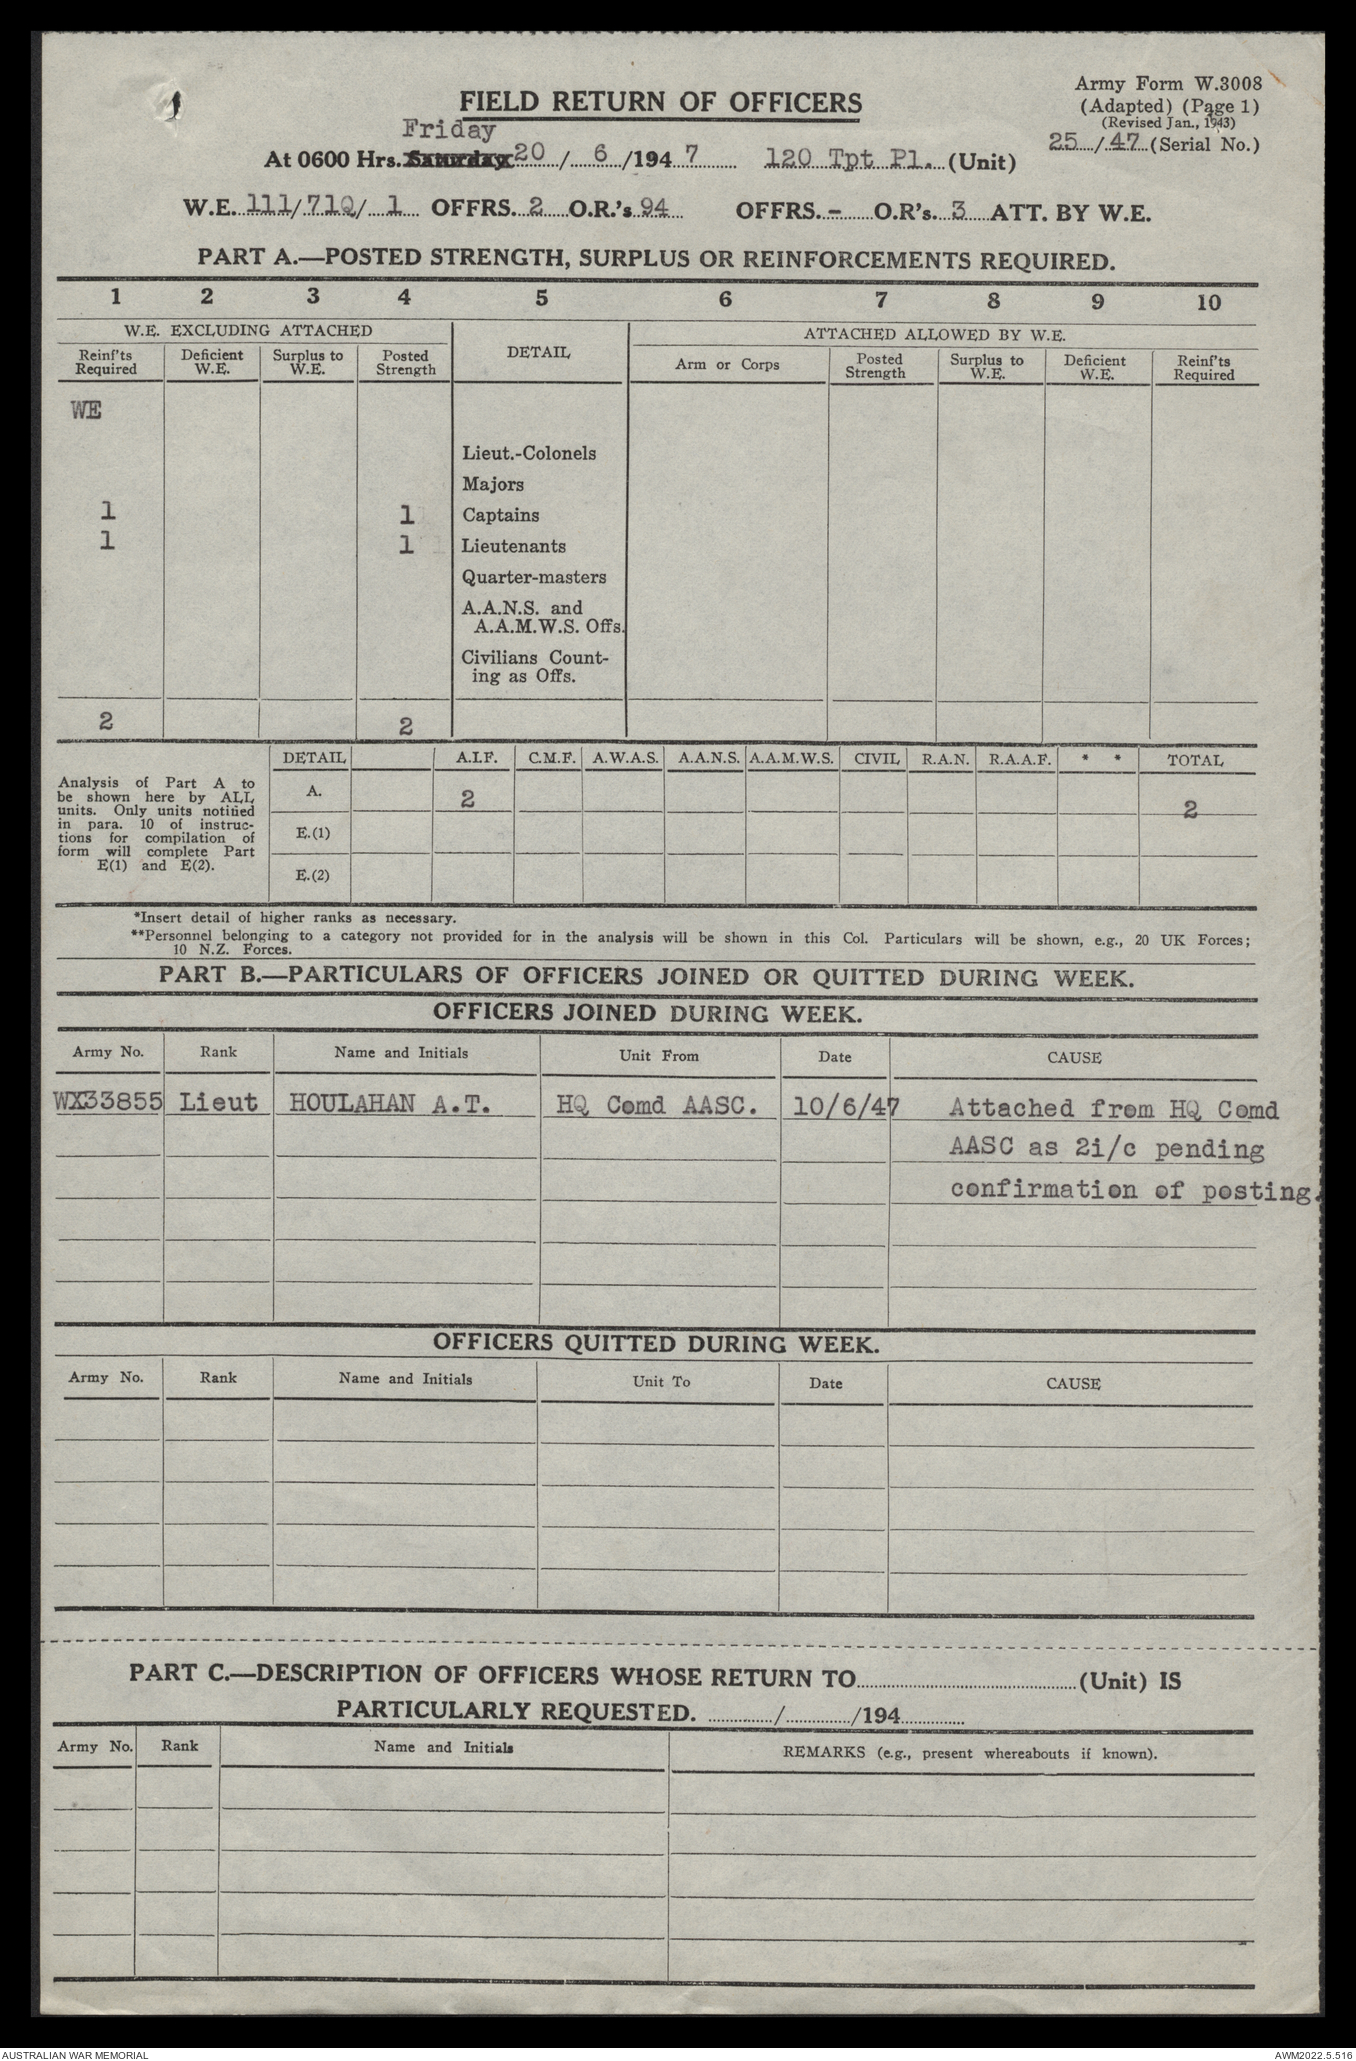 Army Form W.3008
FIELD RETURN OF OFFICERS
(Adapted) (Page 1)
(Revised Jan., 1943)
Friday
25/47 (Serial No.)
At 0600 Hrs. Saturday 20/6/1947 120 Tpt Pl. (Unit)
W.E. 111/71Q/1 OFFRS. 2 O.R.'s 94 OFFRS. - O.R's. 3 ATT. BY W.E.
PART A.—POSTED STRENGTH, SURPLUS OR REINFORCEMENTS REQUIRED.
1 2 3 4 5 6 7 8 9 10
W.E. EXCLUDING ATTACHED DETAIL ATTACHED ALLOWED BY W.E.
Reinf'ts Required Deficient W.E. Surplus to W.E. Posted Strength Arm or Corps Posted Strength Surplus to W.E. Deficient W.E. Reinf'ts Required
WE
Lieut.-Colonels
Majors
1 1 Captains
1 1 Lieutenants
Quarter-masters
A.A.N.S. and
A.A.M.W.S. Offs.
Civilians Count-
ing as Offs.
2 2
DETAIL A.I.F. C.M.F. A.W.A.S. A.A.N.S. A.A.M.W.S. CIVIL R.A.N. R.A.A.F. * * TOTAL
Analysis of Part A to
be shown here by ALL
units. Only units notified
in para. 10 of instruc-
tions for compilation of
form will complete Part
E(1) and E(2).
A. 2 2
E.(1)
E.(2)
*Insert detail of higher ranks as necessary.
**Personnel belonging to a category not provided for in the analysis will be shown in this Col. Particulars will be shown, e.g., 20 UK Forces;
10 N.Z. Forces.
PART B.—PARTICULARS OF OFFICERS JOINED OR QUITTED DURING WEEK.
OFFICERS JOINED DURING WEEK.
Army No. Rank Name and Initials Unit From Date CAUSE
WX33855 Lieut HOULAHAN A.T. HQ Comd AASC. 10/6/47 Attached from HQ Comd
AASC as 2i/c pending
confirmation of posting.
OFFICERS QUITTED DURING WEEK.
Army No. Rank Name and Initials Unit To Date CAUSE
PART C.—DESCRIPTION OF OFFICERS WHOSE RETURN TO (Unit) IS
PARTICULARLY REQUESTED. / /194
Army No. Rank Name and Initials REMARKS (e.g., present whereabouts if known).
AUSTRALIAN WAR MEMORIAL AWM2022.5.516